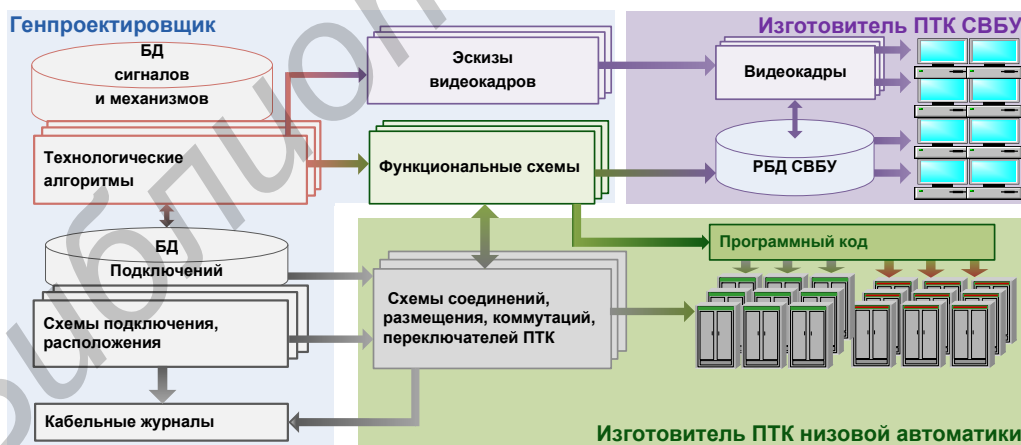 Генпроектировщик
Изготовитель ПТК СВБУ
БД
сигналов
и механизмов
Эскизы
видеокадров
Видеокадры
Технологические
алгоритмы
Функциональные схемы
РБД СВБУ
БД
Подключений
Программный код
Схемы соединений,
размещения, коммутаций,
переключателей ПТК
Схемы подключения,
расположения
Кабельные журналы
Изготовитель ПТК низовой автоматики